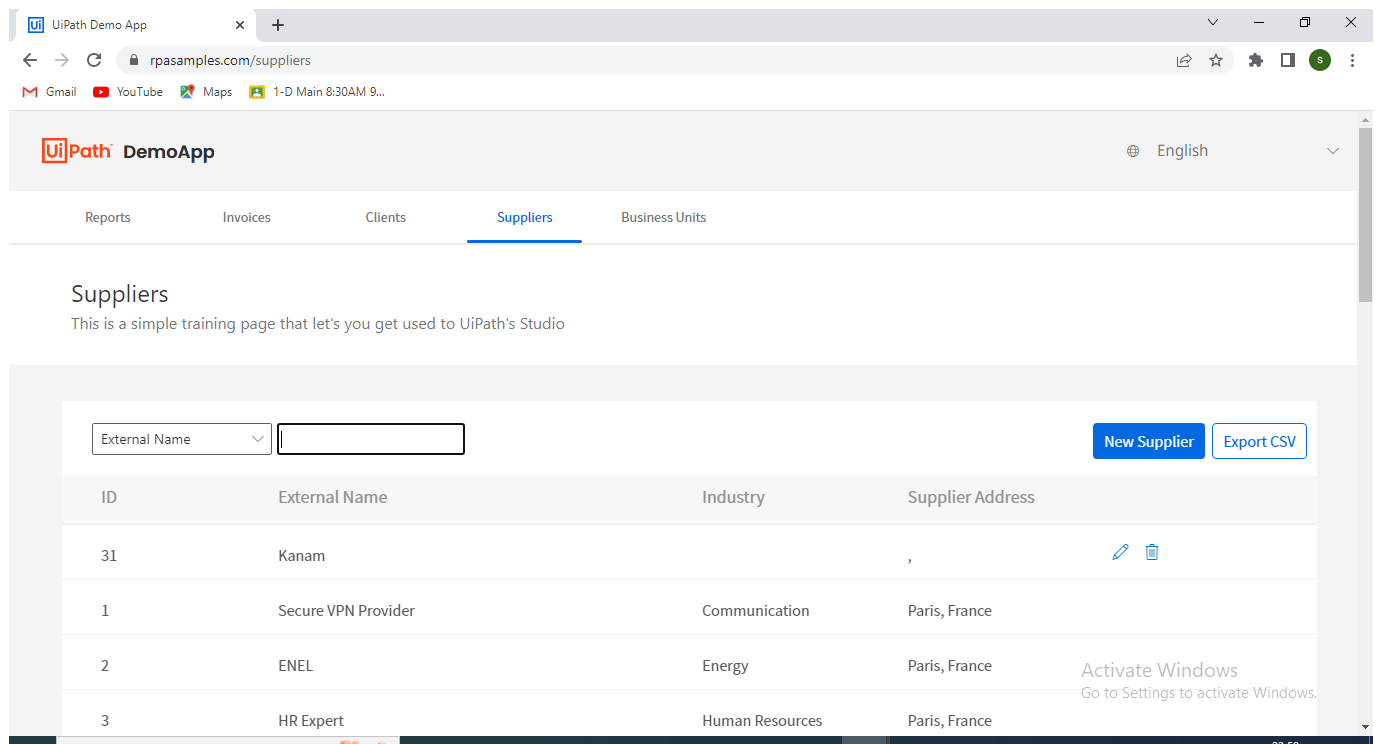 Ui UiPath Demo App
rpasamples.com/suppliers
S
Gmail YouTube Maps 1-D Main 8:30AM 9...
UiPath DemoApp English
Reports Invoices Clients Suppliers Business Units
Suppliers
This is a simple training page that let's you get used to UiPath's Studio
External Name New Supplier Export CSV
ID External Name Industry Supplier Address
31 Kanam ,
1 Secure VPN Provider Communication Paris, France
2 ENEL Energy Paris, France
3 HR Expert Human Resources Paris, France
Activate Windows
Go to Settings to activate Windows.